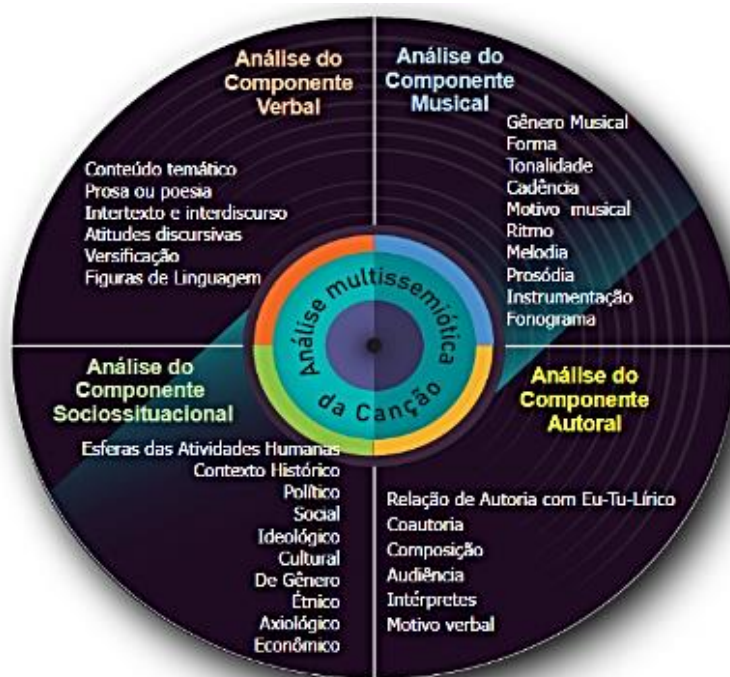 Análise do
Componente
Verbal
Conteúdo temático
Prosa ou poesia
Intertexto e interdiscurso
Atitudes discursivas
Versificação
Figuras de Linguagem
Análise do
Componente
Musical
Gênero Musical
Forma
Tonalidade
Cadência
Motivo musical
Ritmo
Melodia
Prosódia
Instrumentação
Fonograma
Análise multissemiótica
da Canção
Análise do
Componente
Sociossituacional
Esferas das Atividades Humanas
Contexto Histórico
Político
Social
Ideológico
Cultural
De Gênero
Étnico
Axiológico
Econômico
Análise do
Componente
Autoral
Relação de Autoria com Eu-Tu-Lírico
Coautoria
Composição
Audiência
Intérpretes
Motivo verbal